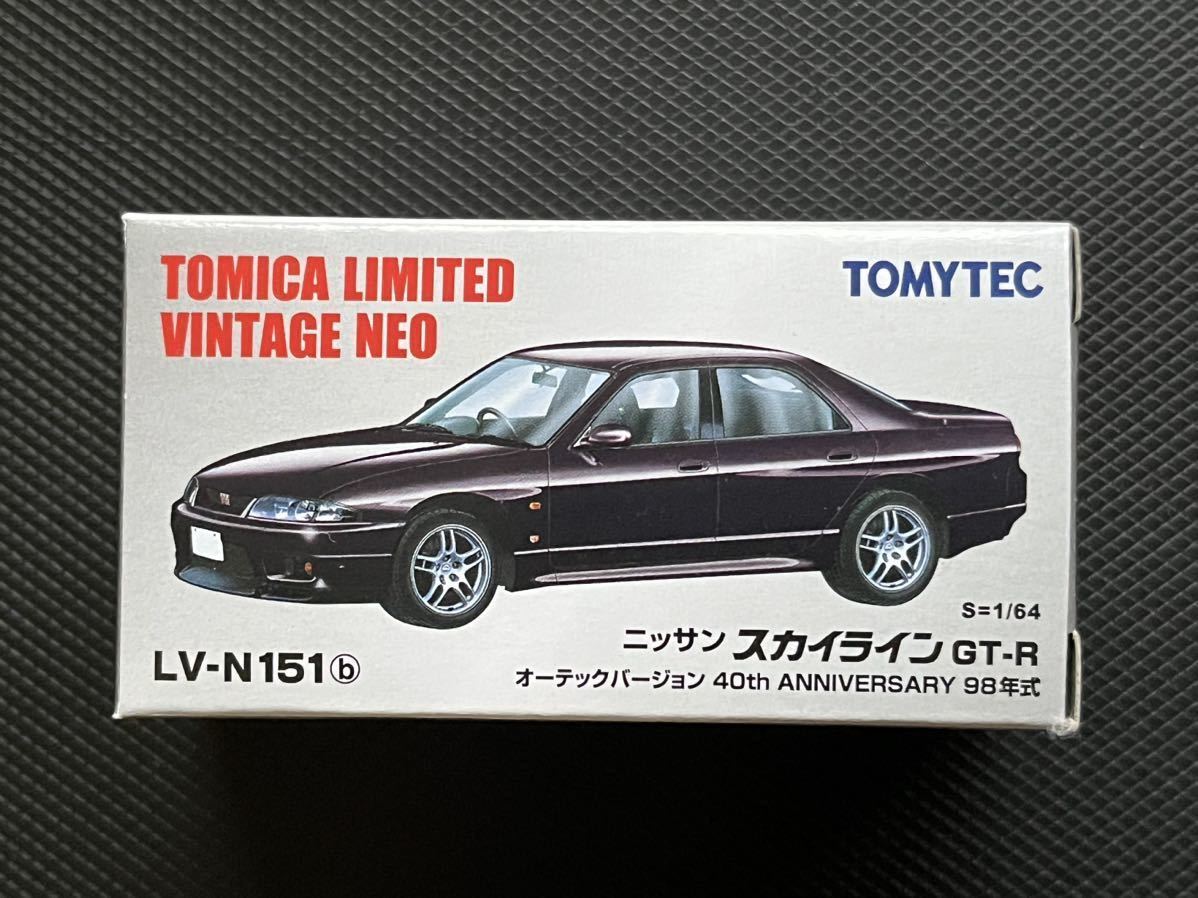 TOMICA LIMITED
VINTAGE NEO
TOMYTEC
S=1/64
LV-N151ⓑ
ニッサン スカイライン GT-R
オーテックバージョン 40th ANNIVERSARY 98年式